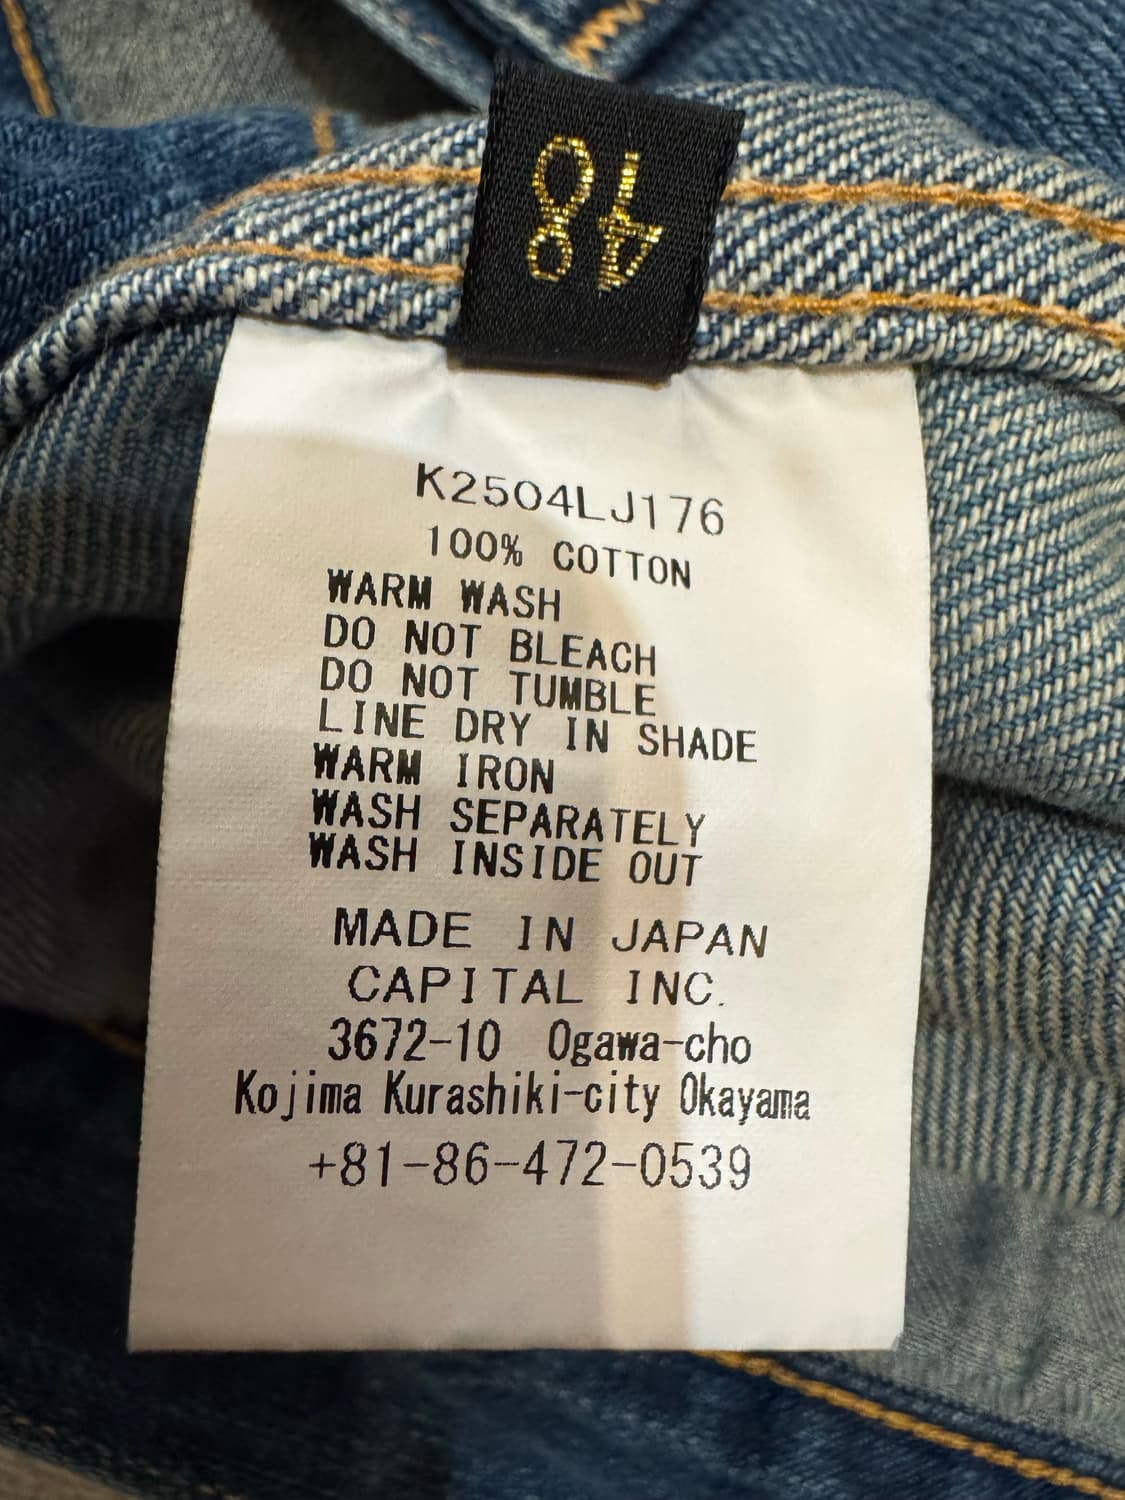 48
K2504LJ176
100% COTTON
WARM WASH
DO NOT BLEACH
DO NOT TUMBLE
LINE DRY IN SHADE
WARM IRON
WASH SEPARATELY
WASH INSIDE OUT
MADE IN JAPAN
CAPITAL INC.
3672-10 Ogawa-cho
Kojima Kurashiki-city Okayama
+81-86-472-0539